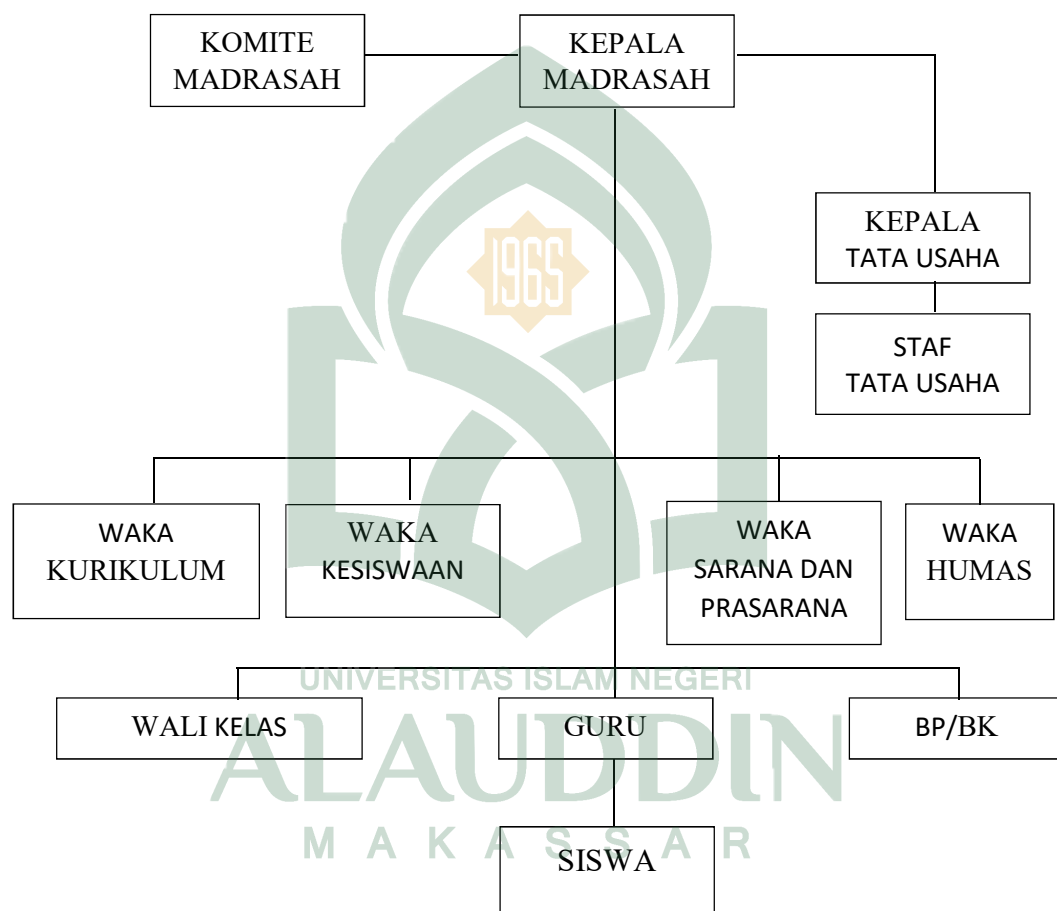 KOMITE
MADRASAH
KEPALA
MADRASAH
KEPALA
TATA USAHA
1965
STAF
TATA USAHA
WAKA
KURIKULUM
WAKA
KESISWAAN
WAKA
SARANA DAN
PRASARANA
WAKA
HUMAS
UNIVERSITAS ISLAM NEGERI
WALI KELAS
GURU
BP/BK
ALAUDDIN
MAKASSAR
SISWA